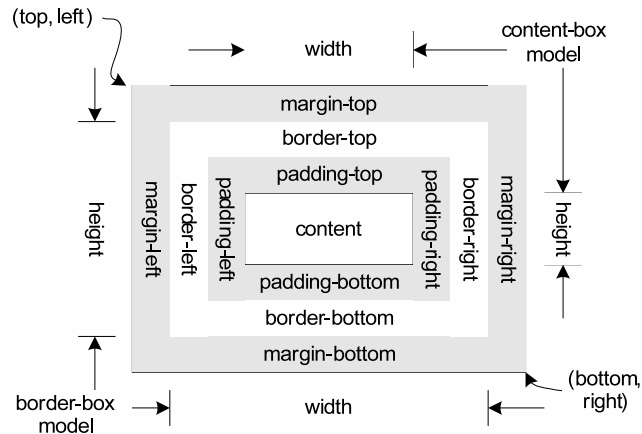 (top, left)
width
content-box
model
margin-top
border-top
padding-top
height
margin-left
border-left
padding-left
content
padding-right
border-right
margin-right
height
padding-bottom
border-bottom
margin-bottom
border-box
model
width
(bottom,
right)